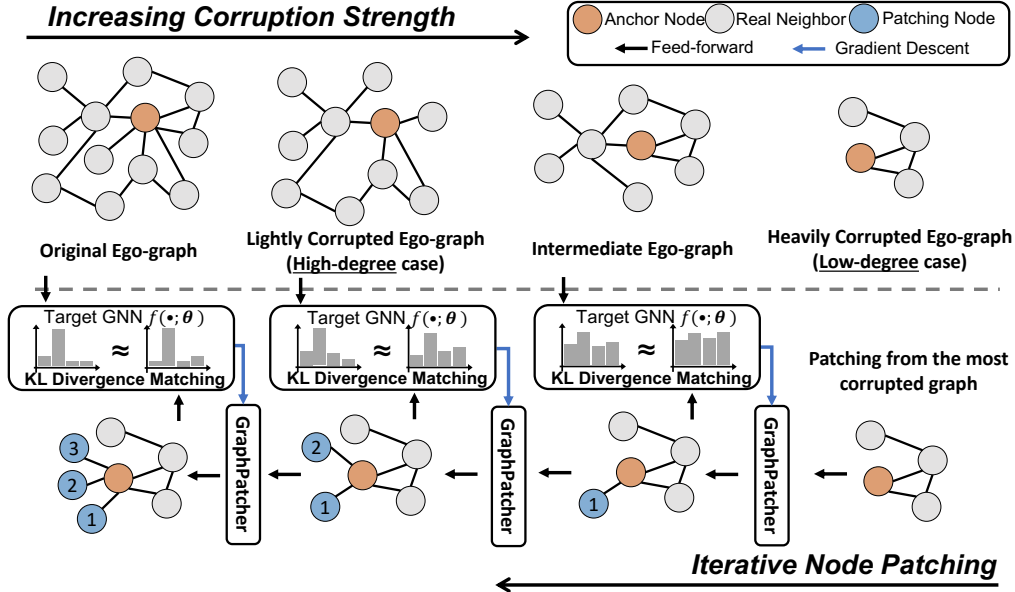 Increasing Corruption Strength
Anchor Node Real Neighbor Patching Node
Feed-forward Gradient Descent
Original Ego-graph
Lightly Corrupted Ego-graph
(High-degree case)
Intermediate Ego-graph
Heavily Corrupted Ego-graph
(Low-degree case)
Target GNN f(•; θ)
≈
KL Divergence Matching
Target GNN f(•; θ)
≈
KL Divergence Matching
Target GNN f(•; θ)
≈
KL Divergence Matching
Patching from the most
corrupted graph
3
2
1
GraphPatcher
2
1
GraphPatcher
1
GraphPatcher
Iterative Node Patching